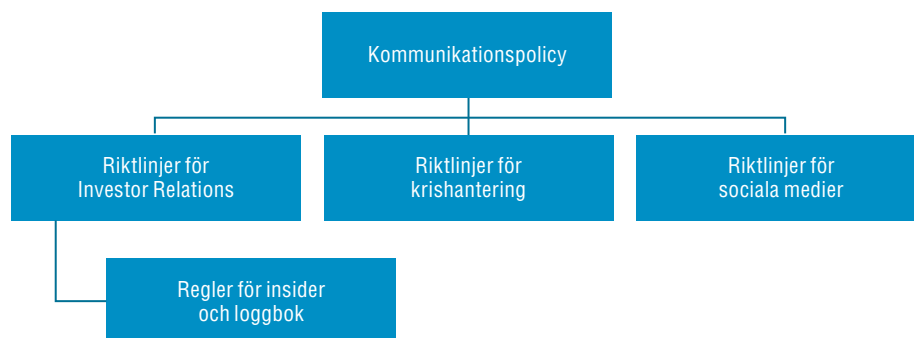 Kommunikationspolicy
Riktlinjer för
Investor Relations
Riktlinjer för
krishantering
Riktlinjer för
sociala medier
Regler för insider
och loggbok